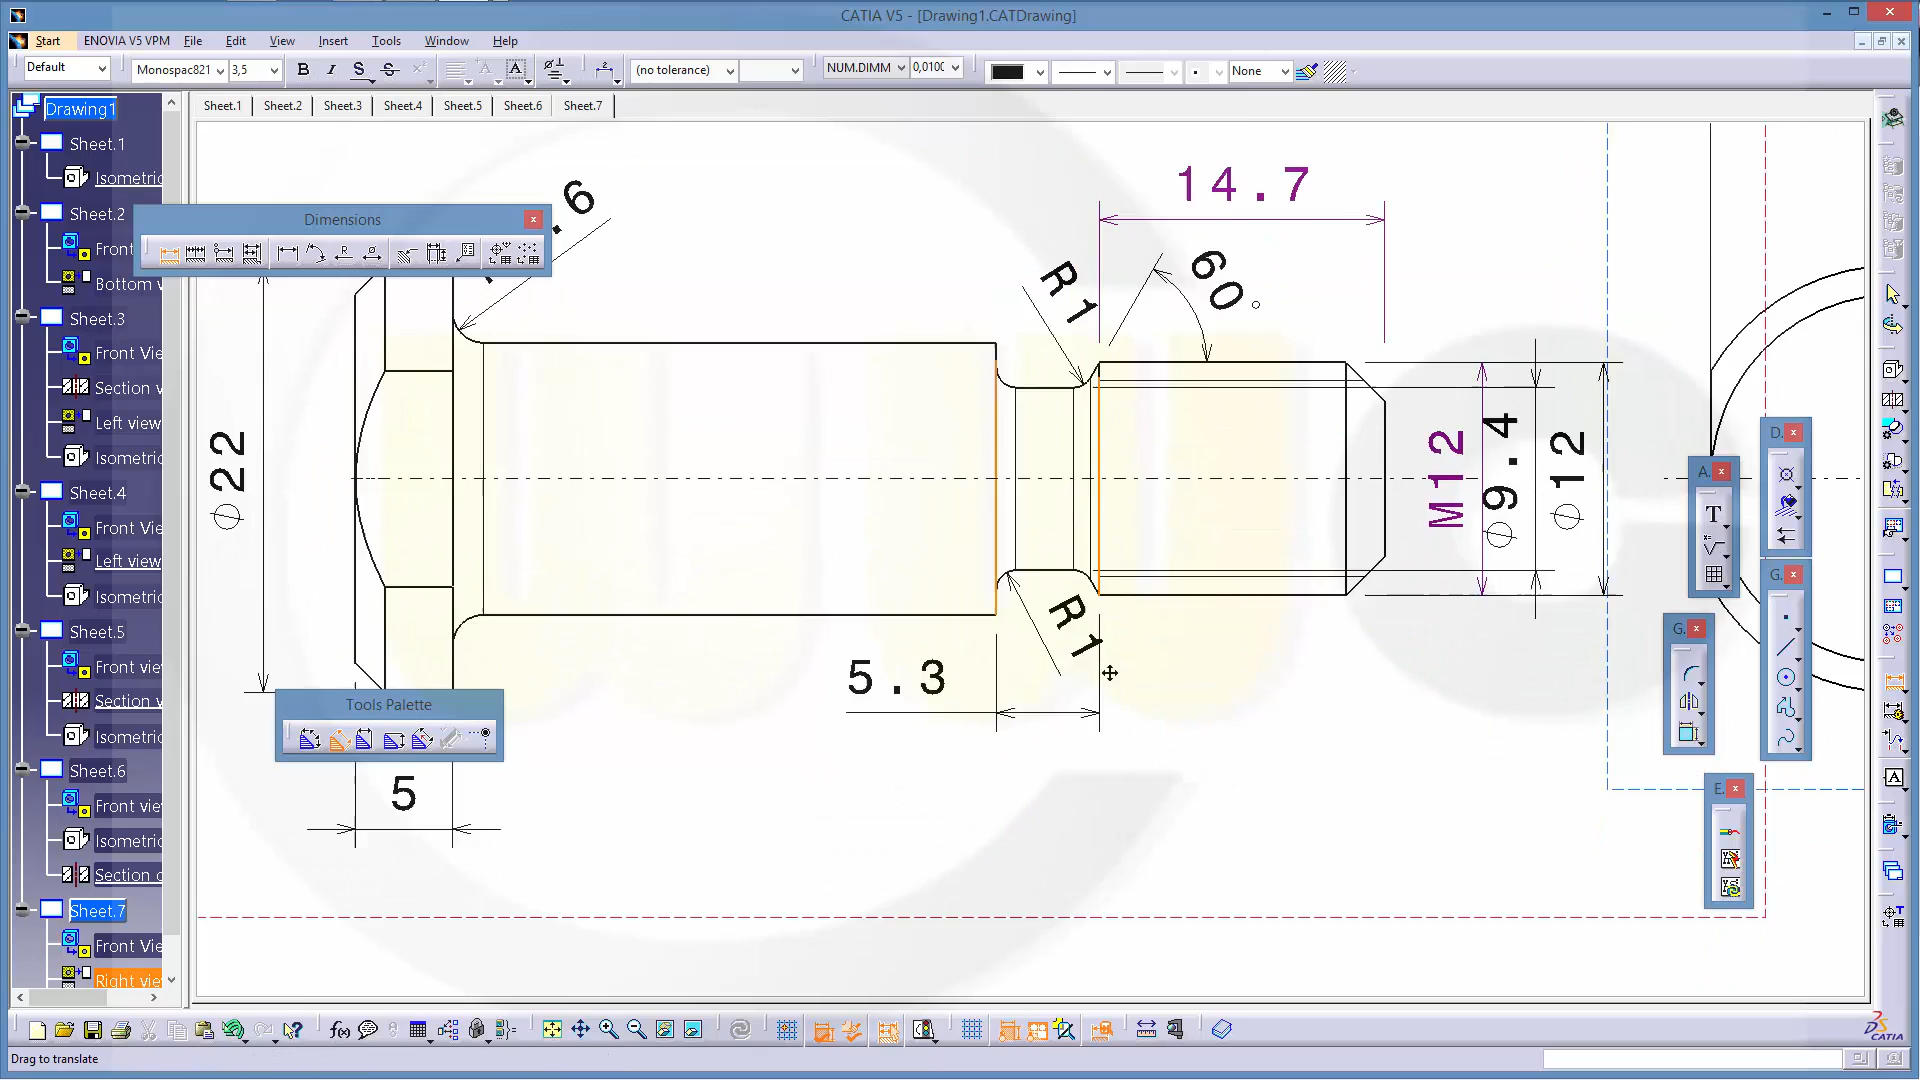 CATIA V5 - [Drawing1.CATDrawing]
Start ENOVIA V5 VPM File Edit View Insert Tools Window Help
Default Monospac821 3,5 B I S S (no tolerance) NUM.DIMM 0,010 None
Drawing1
Sheet.1 Sheet.2 Sheet.3 Sheet.4 Sheet.5 Sheet.6 Sheet.7
Sheet.1
Isometric
Sheet.2
Front
Bottom v
Sheet.3
Front Vie
Section v
Left view
Isometric
Sheet.4
Front Vie
Left view
Isometric
Sheet.5
Front vie
Section v
Isometric
Sheet.6
Front vie
Isometric
Section c
Sheet.7
Front Vie
Right vie
Dimensions
.6
14.7
R1
60°
⌀22
M12
⌀9.4
⌀12
R1
5.3
Tools Palette
5
D.
A.
T
G.
G.
E.
Drag to translate
CATIA